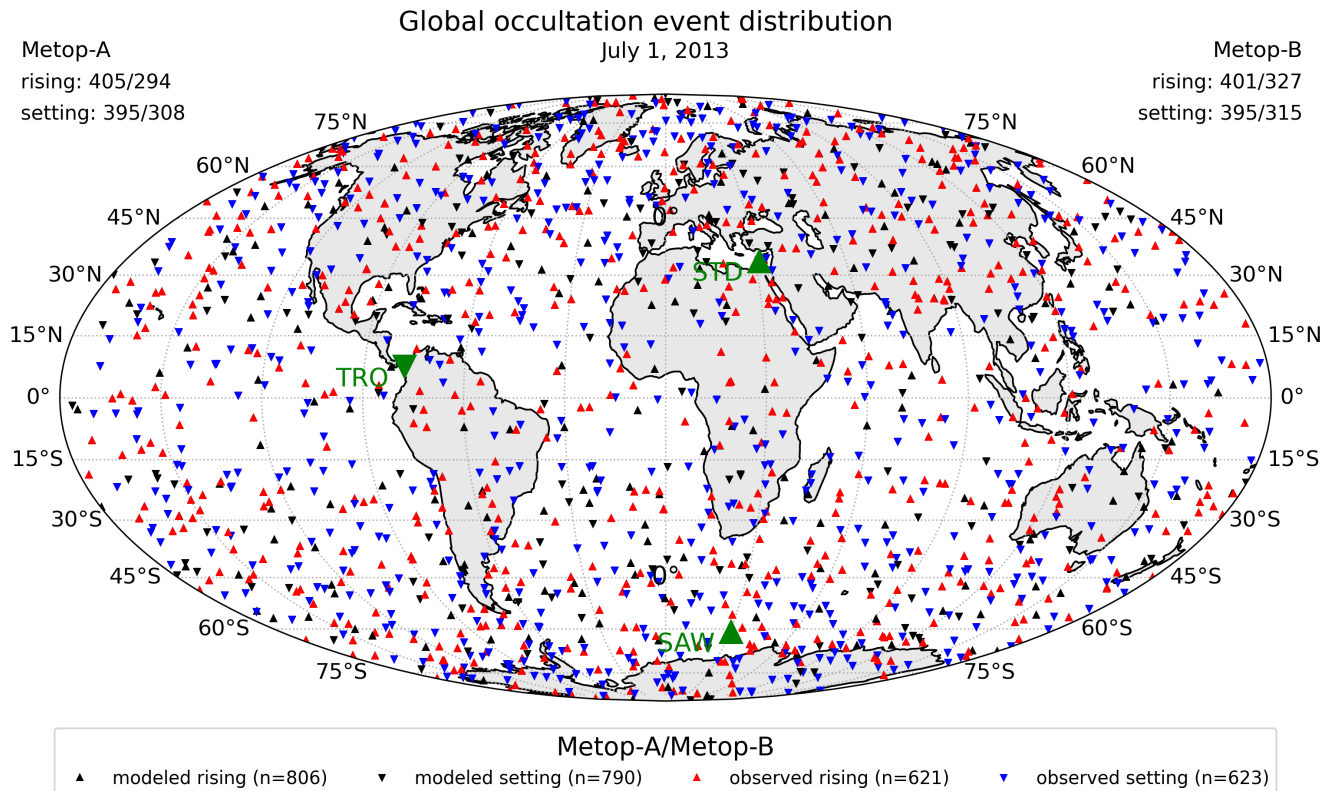 Global occultation event distribution
July 1, 2013
Metop-A
rising: 405/294
setting: 395/308
Metop-B
rising: 401/327
setting: 395/315
75°N 75°N
60°N 60°N
45°N 0° 45°N
30°N STD 30°N
15°N 15°N
TRO
0° 0°
15°S 15°S
30°S 30°S
45°S 0° 45°S
60°S SAW 60°S
75°S 75°S
Metop-A/Metop-B
modeled rising (n=806) modeled setting (n=790) observed rising (n=621) observed setting (n=623)